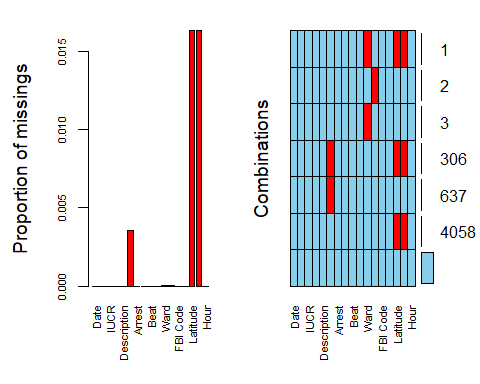 Proportion of missings
0.015
0.010
0.005
0.000
Date
IUCR
Description
Arrest
Beat
Ward
FBI Code
Latitude
Hour
Combinations
1
2
3
306
637
4058
Date
IUCR
Description
Arrest
Beat
Ward
FBI Code
Latitude
Hour